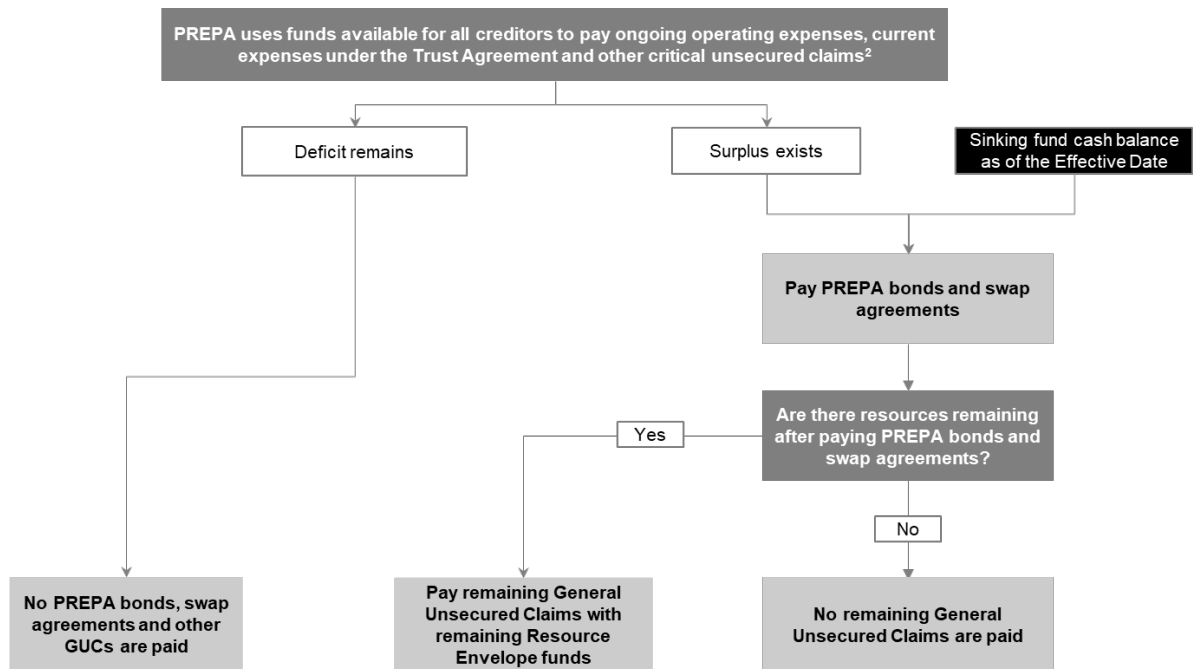 PREPA uses funds available for all creditors to pay ongoing operating expenses, current
expenses under the Trust Agreement and other critical unsecured claims²
Deficit remains
Surplus exists
Sinking fund cash balance
as of the Effective Date
Pay PREPA bonds and swap
agreements
Are there resources remaining
after paying PREPA bonds and
swap agreements?
Yes
No
No PREPA bonds, swap
agreements and other
GUCs are paid
Pay remaining General
Unsecured Claims with
remaining Resource
Envelope funds
No remaining General
Unsecured Claims are paid